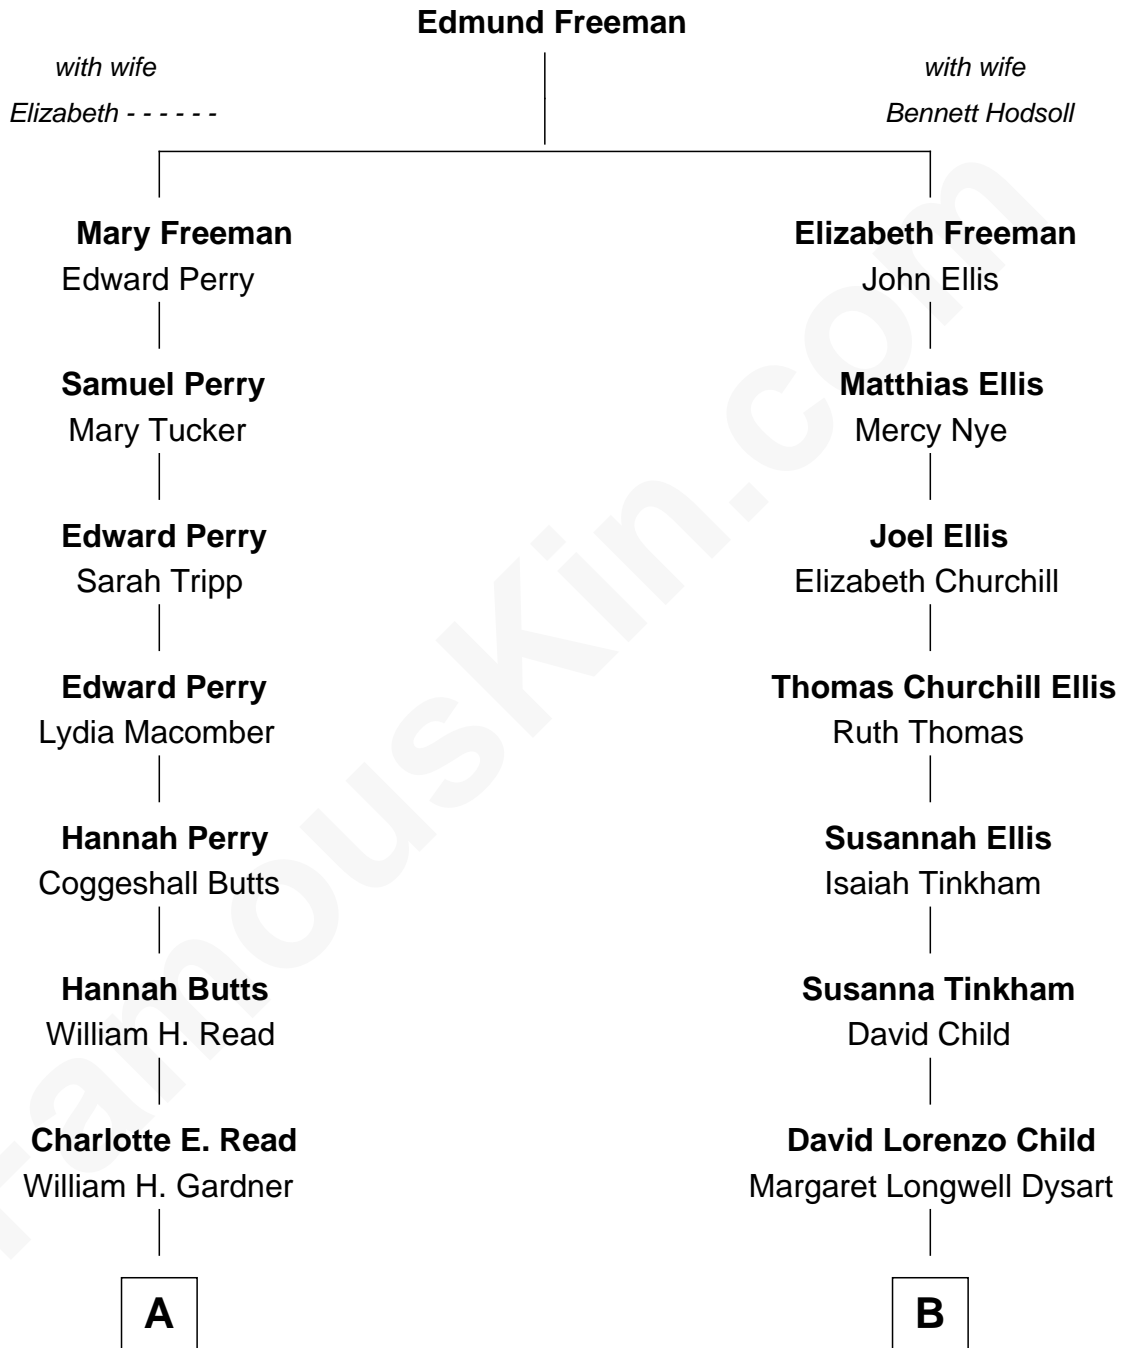 Edmund Freeman
with wife
Elizabeth - - - - - -
with wife
Bennett Hodsoll
Mary Freeman
Edward Perry
Elizabeth Freeman
John Ellis
Samuel Perry
Mary Tucker
Matthias Ellis
Mercy Nye
Edward Perry
Sarah Tripp
Joel Ellis
Elizabeth Churchill
Edward Perry
Lydia Macomber
Thomas Churchill Ellis
Ruth Thomas
Hannah Perry
Coggeshall Butts
Susannah Ellis
Isaiah Tinkham
Hannah Butts
William H. Read
Susanna Tinkham
David Child
Charlotte E. Read
William H. Gardner
David Lorenzo Child
Margaret Longwell Dysart
A
B
FamousKin.com